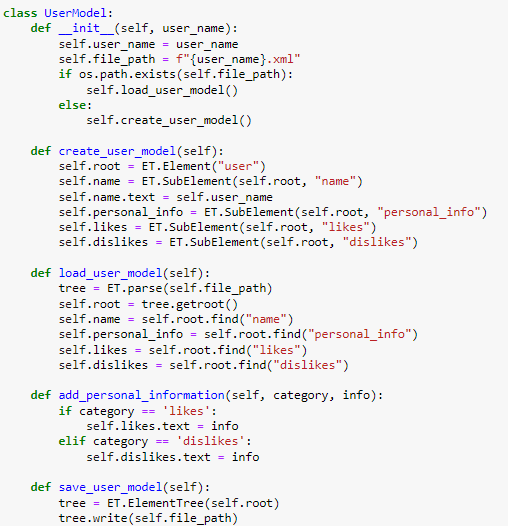 class UserModel:
    def __init__(self, user_name):
        self.user_name = user_name
        self.file_path = f"{user_name}.xml"
        if os.path.exists(self.file_path):
            self.load_user_model()
        else:
            self.create_user_model()

    def create_user_model(self):
        self.root = ET.Element("user")
        self.name = ET.SubElement(self.root, "name")
        self.name.text = self.user_name
        self.personal_info = ET.SubElement(self.root, "personal_info")
        self.likes = ET.SubElement(self.root, "likes")
        self.dislikes = ET.SubElement(self.root, "dislikes")

    def load_user_model(self):
        tree = ET.parse(self.file_path)
        self.root = tree.getroot()
        self.name = self.root.find("name")
        self.personal_info = self.root.find("personal_info")
        self.likes = self.root.find("likes")
        self.dislikes = self.root.find("dislikes")

    def add_personal_information(self, category, info):
        if category == 'likes':
            self.likes.text = info
        elif category == 'dislikes':
            self.dislikes.text = info

    def save_user_model(self):
        tree = ET.ElementTree(self.root)
        tree.write(self.file_path)